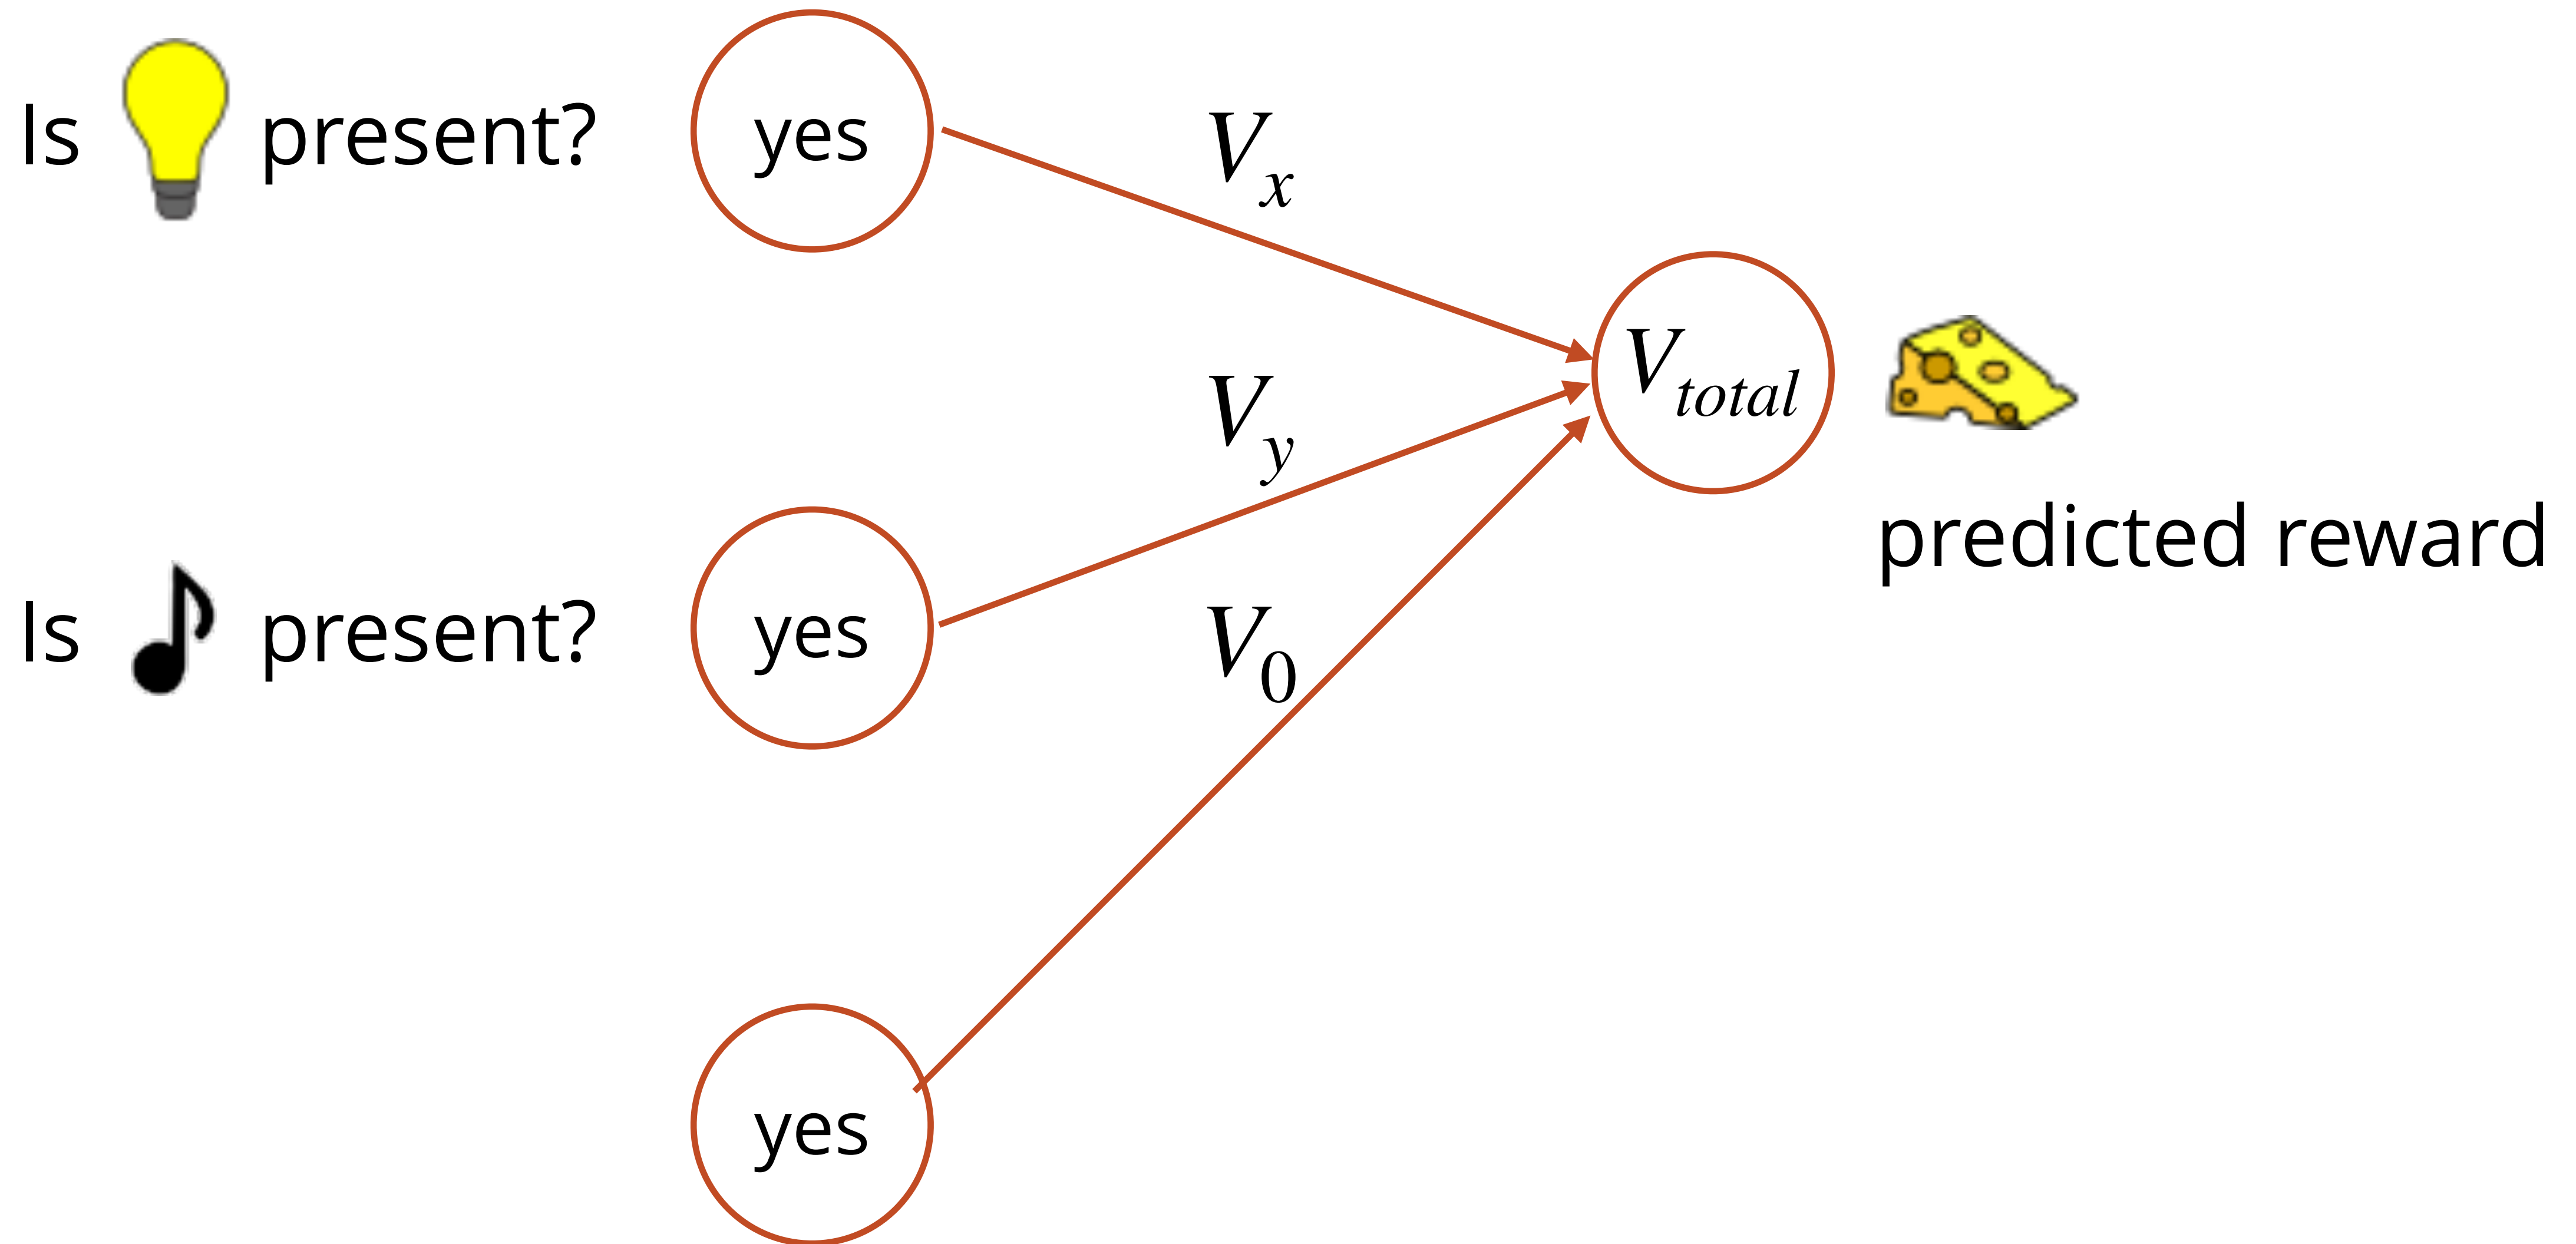 Is present?
yes
V_x
V_total
predicted reward
V_y
Is present?
yes
V_0
yes